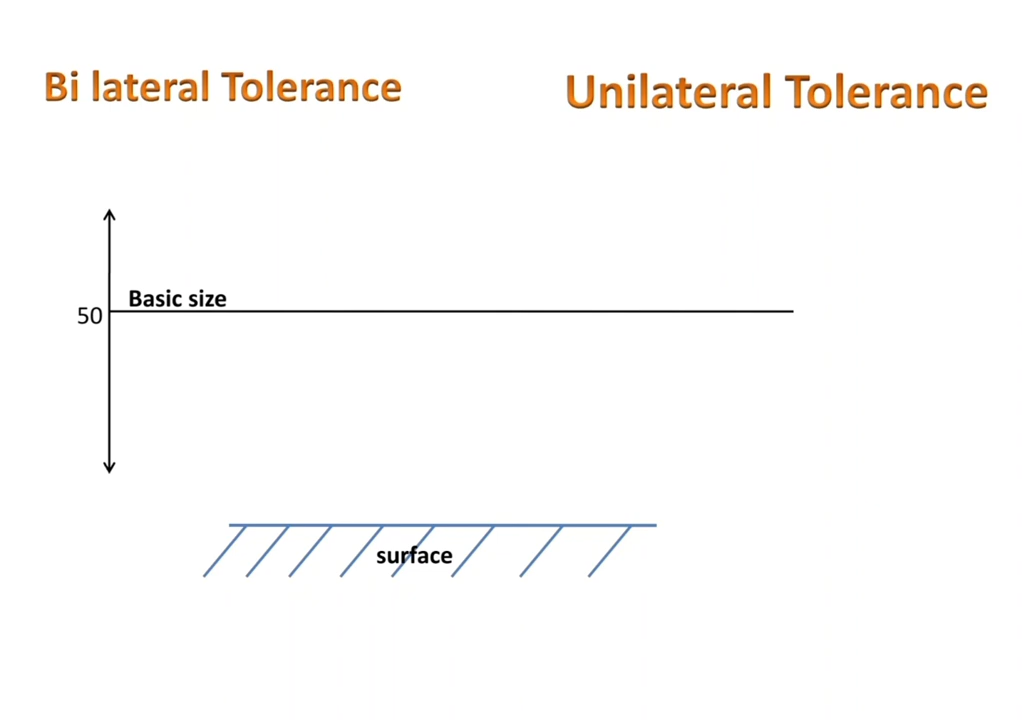 Bi lateral Tolerance
Unilateral Tolerance
Basic size
50
surface